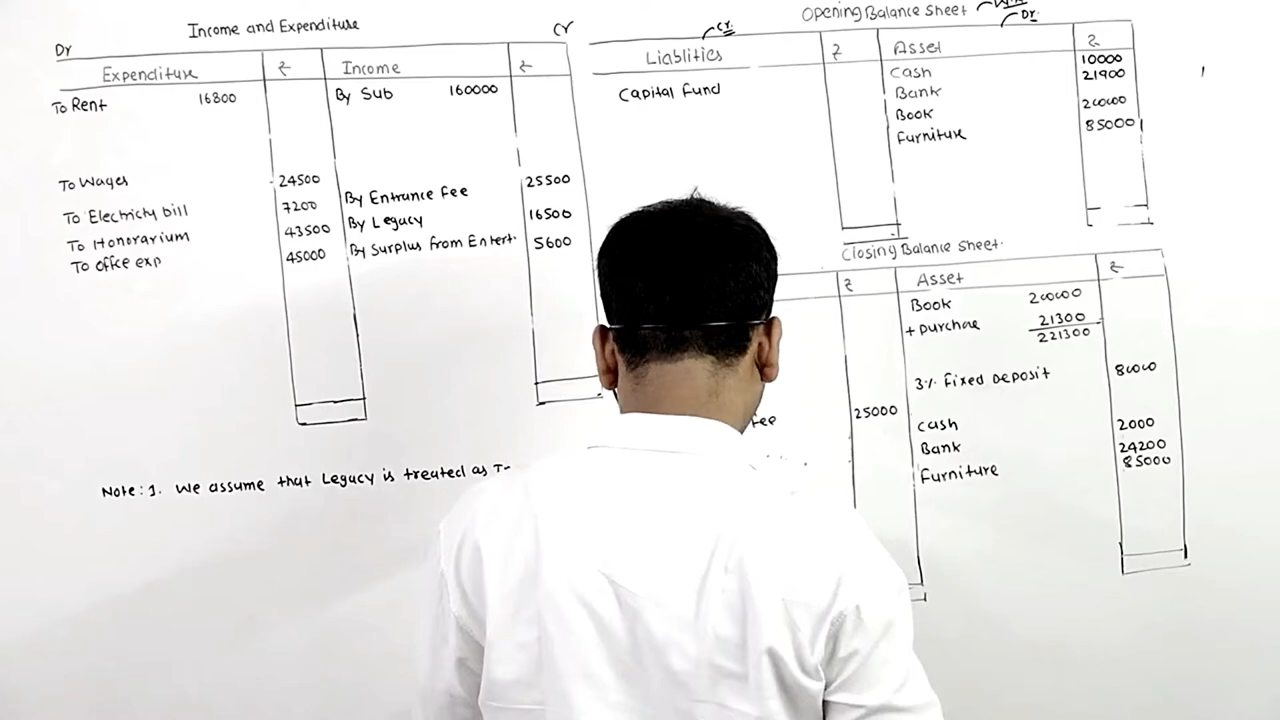 Income and Expenditure
Dr
Cr
Expenditure ₹ Income ₹
To Rent 16800 By Sub 160000
To Wages 24500 By Entrance Fee 25500
To Electricty bill 7200 By Legacy 16500
To Honorarium 43500 By Surplus from Entert. 5600
To offce exp 45000
Note: 1. We assume that Legacy is treated as
Opening Balance Sheet
Cr.
Dr.
Liablities ₹ Asset ₹
Capital Fund Cash 10000
Bank 21900
Book 200000
Furniture 85000
Closing Balance Sheet.
₹ Asset ₹
Book 200000
+ purchae 21300
221300
3% Fixed Deposit 80000
Fee 25000
Cash 2000
Bank 24200
Furniture 85000